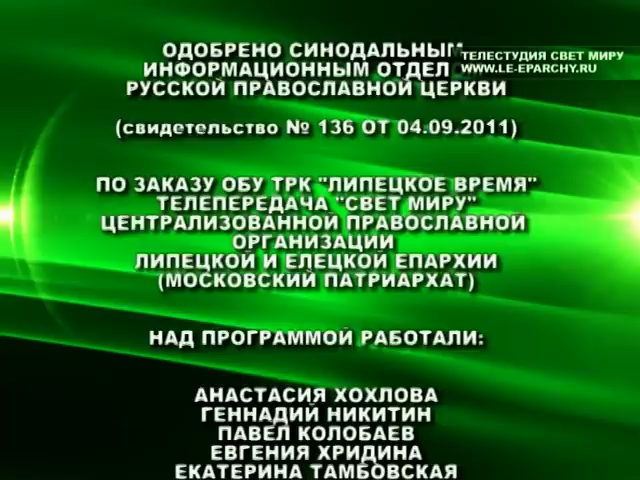 ОДОБРЕНО СИНОДАЛЬНЫМ
ИНФОРМАЦИОННЫМ ОТДЕЛ
РУССКОЙ ПРАВОСЛАВНОЙ ЦЕРКВИ
(свидетельство № 136 ОТ 04.09.2011)
ПО ЗАКАЗУ ОБУ ТРК "ЛИПЕЦКОЕ ВРЕМЯ"
ТЕЛЕПЕРЕДАЧА "СВЕТ МИРУ"
ЦЕНТРАЛИЗОВАННОЙ ПРАВОСЛАВНОЙ
ОРГАНИЗАЦИИ
ЛИПЕЦКОЙ И ЕЛЕЦКОЙ ЕПАРХИИ
(МОСКОВСКИЙ ПАТРИАРХАТ)
НАД ПРОГРАММОЙ РАБОТАЛИ:
АНАСТАСИЯ ХОХЛОВА
ГЕННАДИЙ НИКИТИН
ПАВЕЛ КОЛОБАЕВ
ЕВГЕНИЯ ХРИДИНА
ЕКАТЕРИНА ТАМБОВСКАЯ
ТЕЛЕСТУДИЯ СВЕТ МИРУ
WWW.LE-EPARCHY.RU